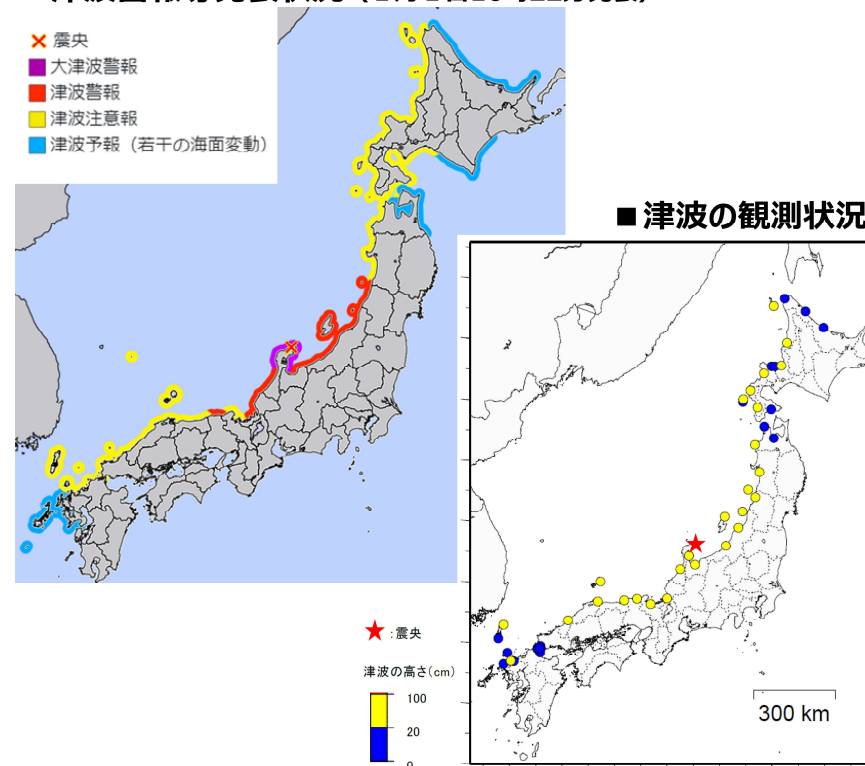 震央
大津波警報
津波警報
津波注意報
津波予報（若干の海面変動）
■津波の観測状況
:震央
津波の高さ(cm)
100
20
0
300 km